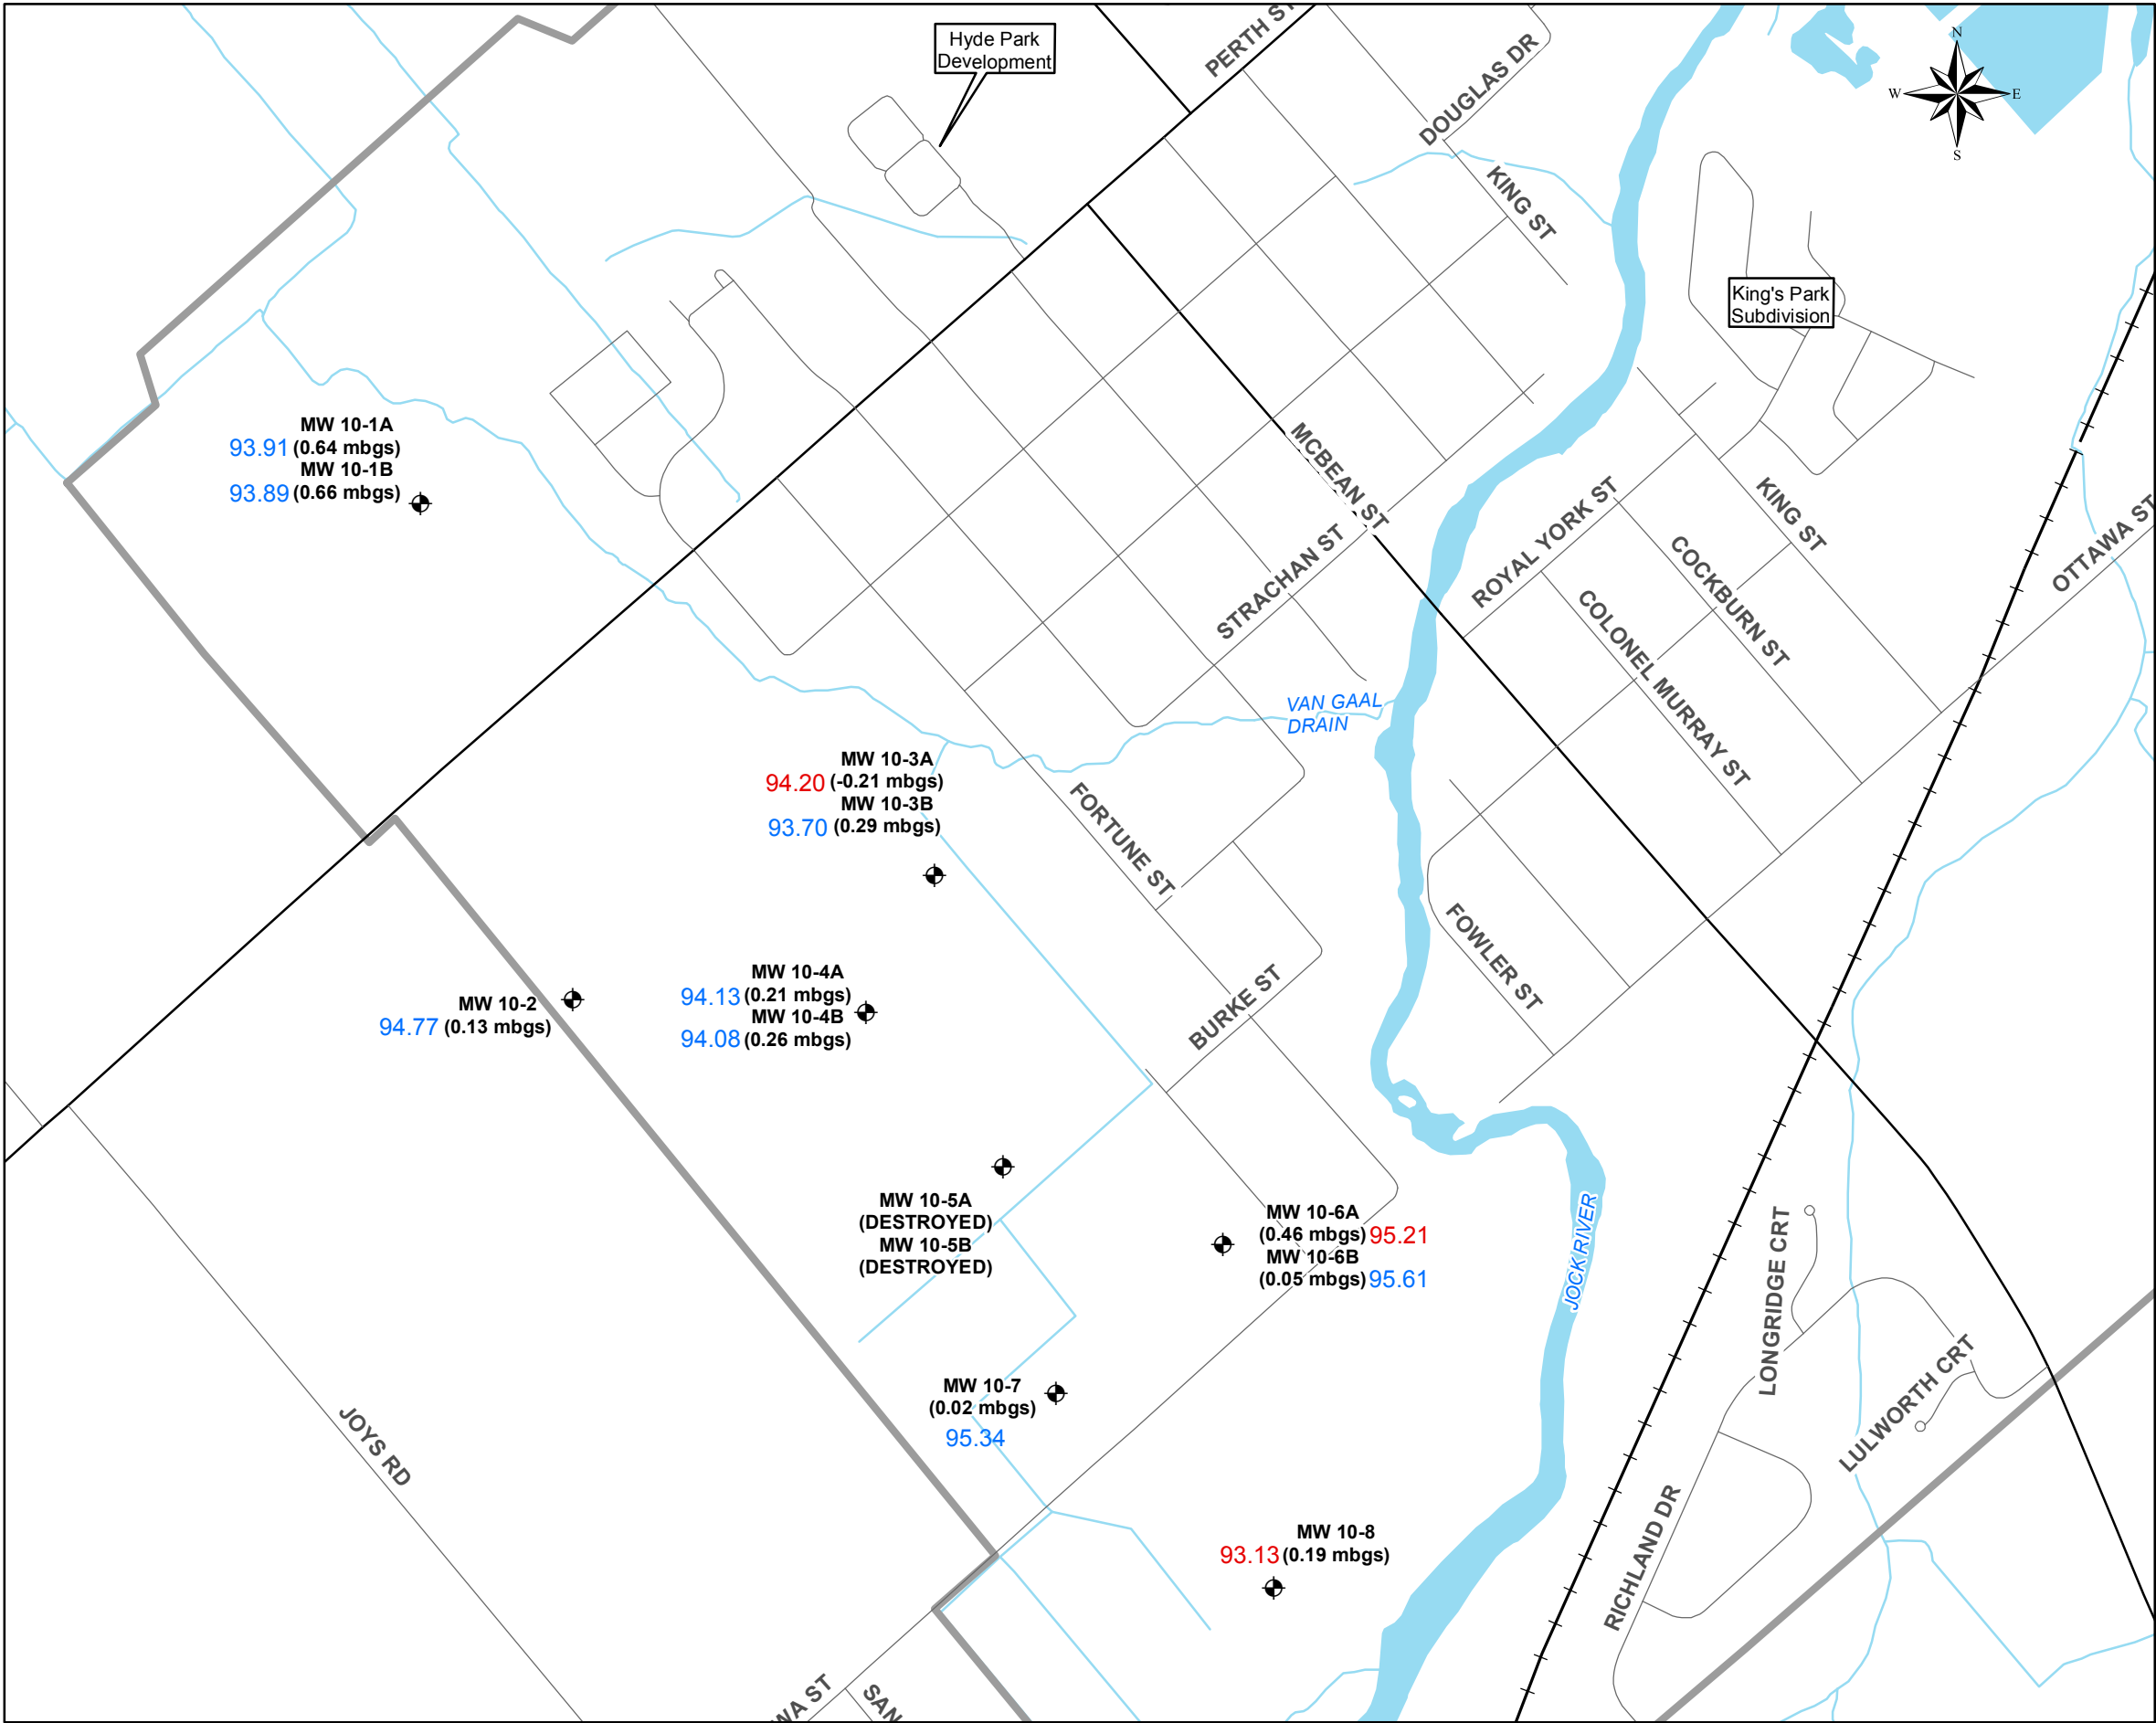 Hyde Park
Development
PERTH ST
DOUGLAS DR
N
W
E
S
KING ST
King's Park
Subdivision
MW 10-1A
93.91 (0.64 mbgs)
MW 10-1B
93.89 (0.66 mbgs)
MCBEAN ST
STRACHAN ST
ROYAL YORK ST
KING ST
COCKBURN ST
COLONEL MURRAY ST
OTTAWA ST
VAN GAAL
DRAIN
MW 10-3A
94.20 (-0.21 mbgs)
MW 10-3B
93.70 (0.29 mbgs)
FORTUNE ST
FOWLER ST
BURKE ST
MW 10-2
94.77 (0.13 mbgs)
MW 10-4A
94.13 (0.21 mbgs)
MW 10-4B
94.08 (0.26 mbgs)
MW 10-5A
(DESTROYED)
MW 10-5B
(DESTROYED)
MW 10-6A
(0.46 mbgs) 95.21
MW 10-6B
(0.05 mbgs) 95.61
JOCK RIVER
LONGRIDGE CRT
LULWORTH CRT
MW 10-7
(0.02 mbgs)
95.34
JOYS RD
MW 10-8
93.13 (0.19 mbgs)
RICHLAND DR
WA ST
SAN